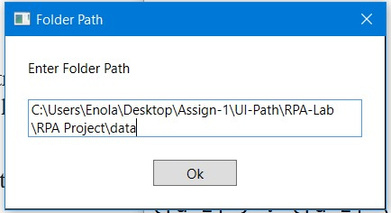 Folder Path
Enter Folder Path
C:\Users\Enola\Desktop\Assign-1\UI-Path\RPA-Lab
\RPA Project\data
Ok